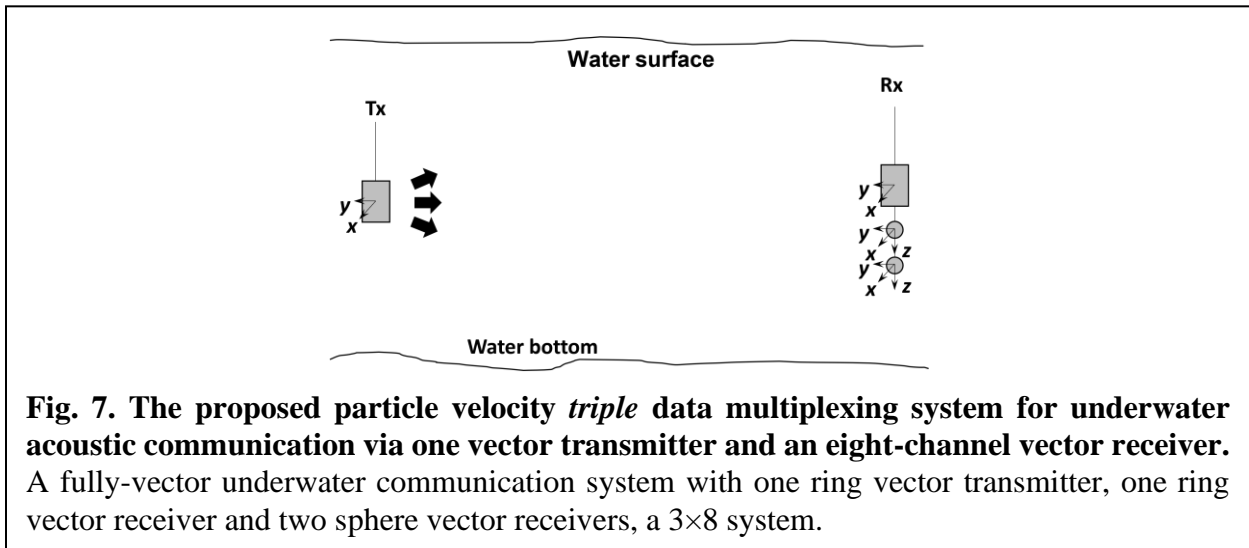 Water surface
Tx
Rx
y
x
y
x
y
x
z
y
x
z
Water bottom
Fig. 7. The proposed particle velocity triple data multiplexing system for underwater
acoustic communication via one vector transmitter and an eight-channel vector receiver.
A fully-vector underwater communication system with one ring vector transmitter, one ring
vector receiver and two sphere vector receivers, a 3×8 system.